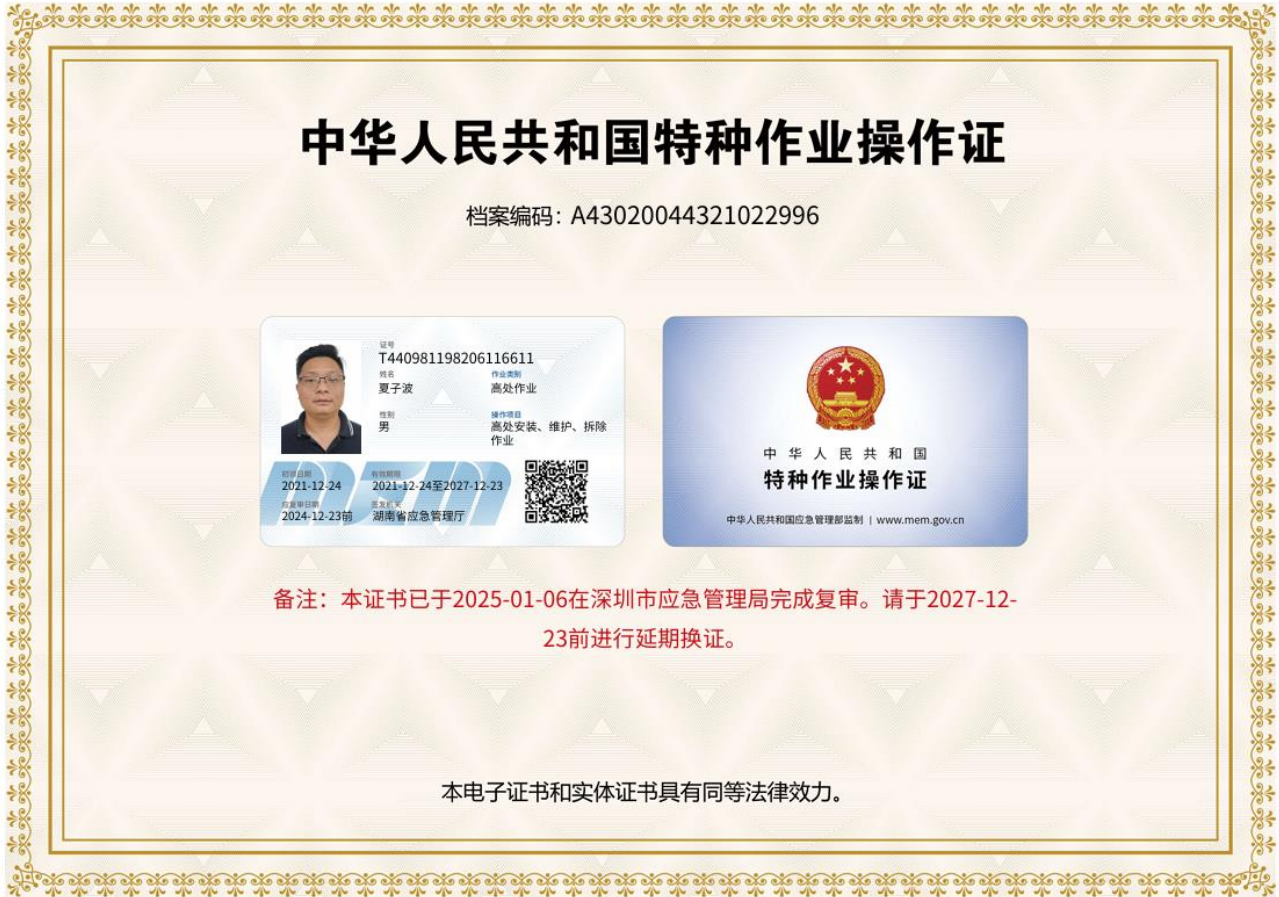 中华人民共和国特种作业操作证
档案编码：A43020044321022996
证号
T440981198206116611
姓名
夏子波
作业类别
高处作业
性别
男
操作项目
高处安装、维护、拆除
作业
初领日期
2021-12-24
有效期限
2021-12-24至2027-12-23
应复审日期
2024-12-23前
签发机关
湖南省应急管理厅
中华人民共和国
特种作业操作证
中华人民共和国应急管理部监制 | www.mem.gov.cn
备注：本证书已于2025-01-06在深圳市应急管理局完成复审。请于2027-12-
23前进行延期换证。
本电子证书和实体证书具有同等法律效力。